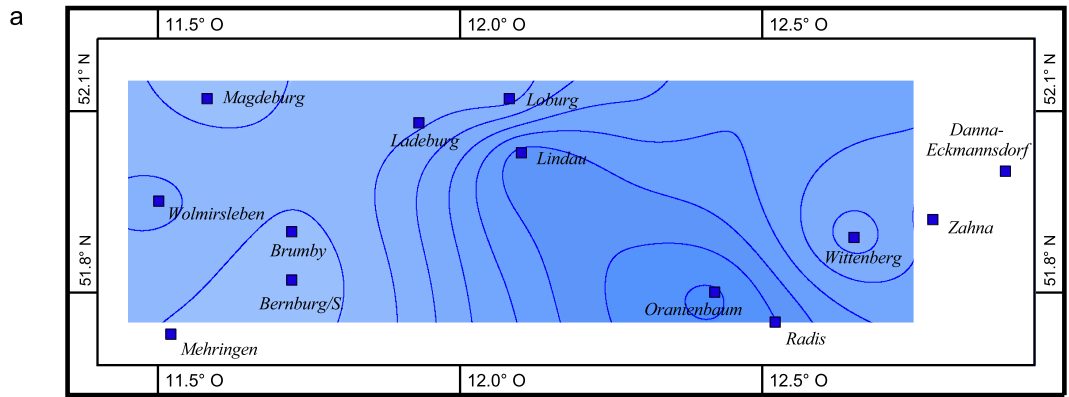 a
11.5° O
12.0° O
12.5° O
52.1° N
52.1° N
Magdeburg
Loburg
Ladeburg
Danna-
Eckmannsdorf
Lindau
Wolmirsleben
Zahna
Brumby
Wittenberg
51.8° N
51.8° N
Bernburg/S.
Oranienbaum
Radis
Mehringen
11.5° O
12.0° O
12.5° O